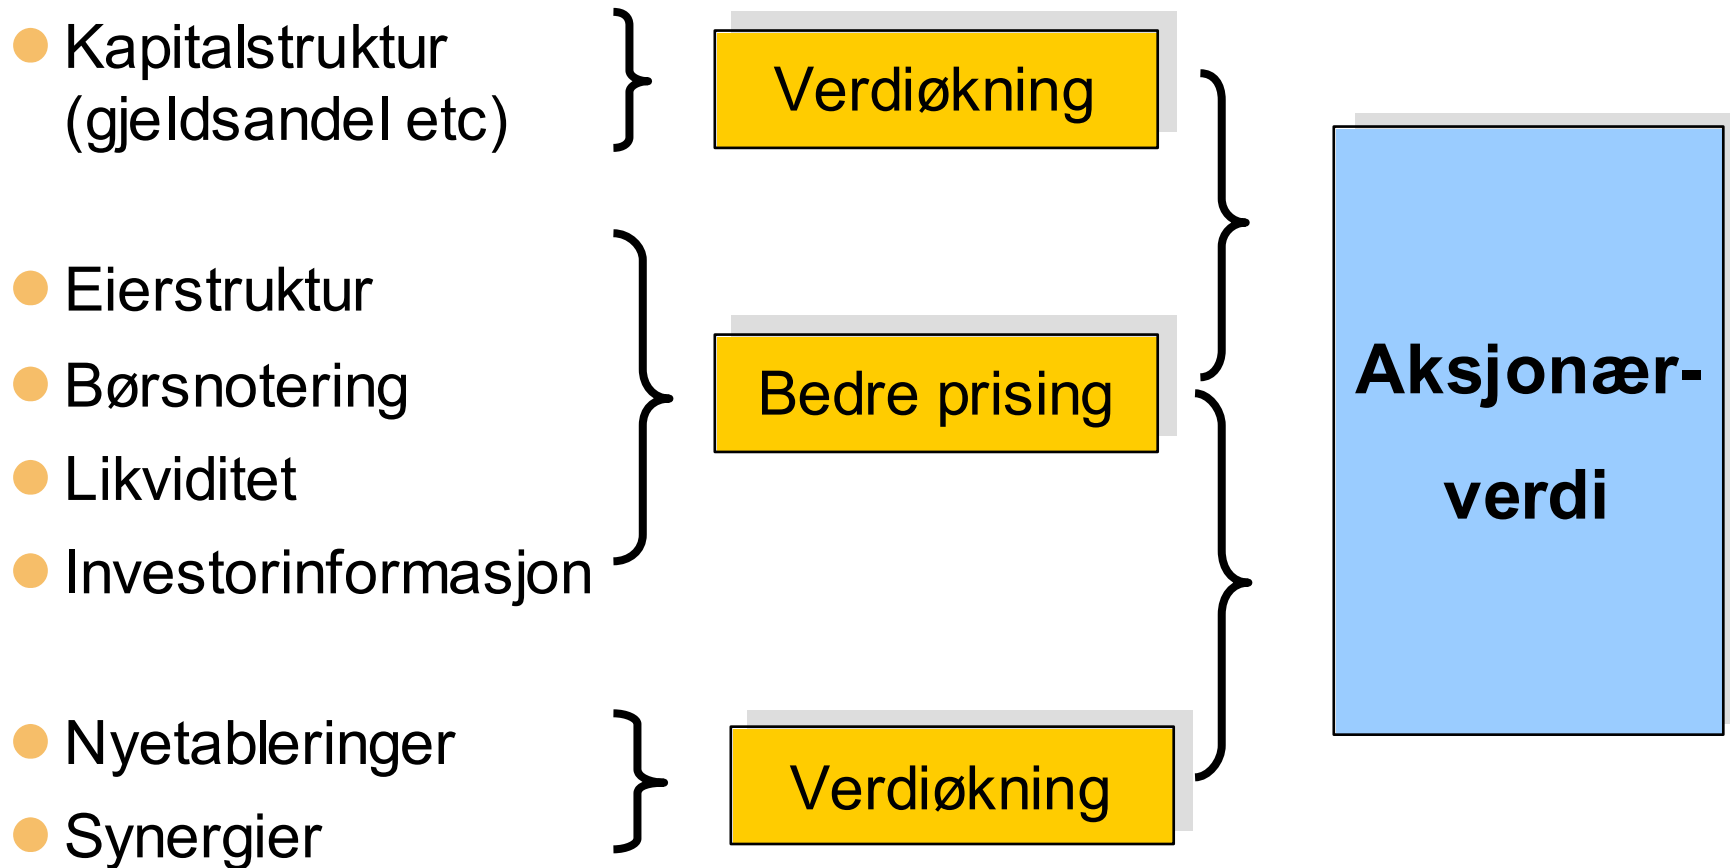 Kapitalstruktur
(gjeldsandel etc)
Verdiøkning
Eierstruktur
Børsnotering
Likviditet
Investorinformasjon
Bedre prising
Nyetableringer
Synergier
Verdiøkning
Aksjonær-
verdi